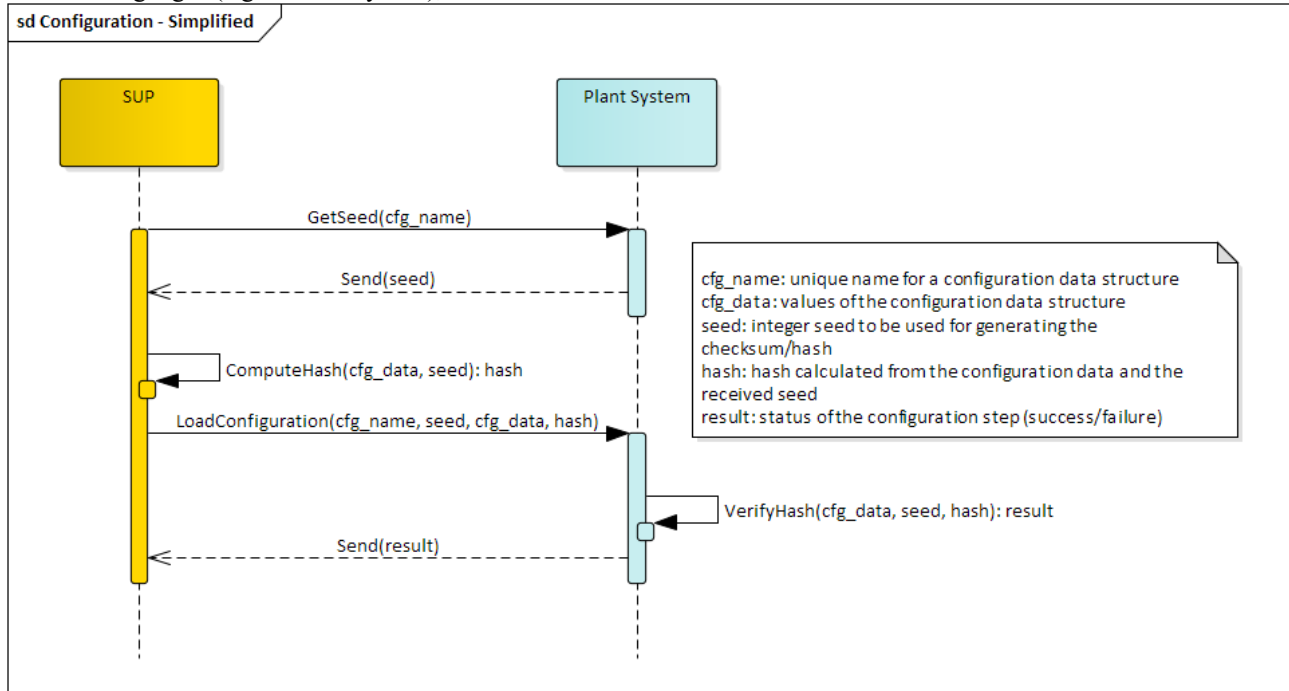 sd Configuration - Simplified
SUP
Plant System
GetSeed(cfg_name)
Send(seed)
cfg_name: unique name for a configuration data structure
cfg_data: values of the configuration data structure
seed: integer seed to be used for generating the
checksum/hash
hash: hash calculated from the configuration data and the
received seed
result: status of the configuration step (success/failure)
ComputeHash(cfg_data, seed): hash
LoadConfiguration(cfg_name, seed, cfg_data, hash)
VerifyHash(cfg_data, seed, hash): result
Send(result)